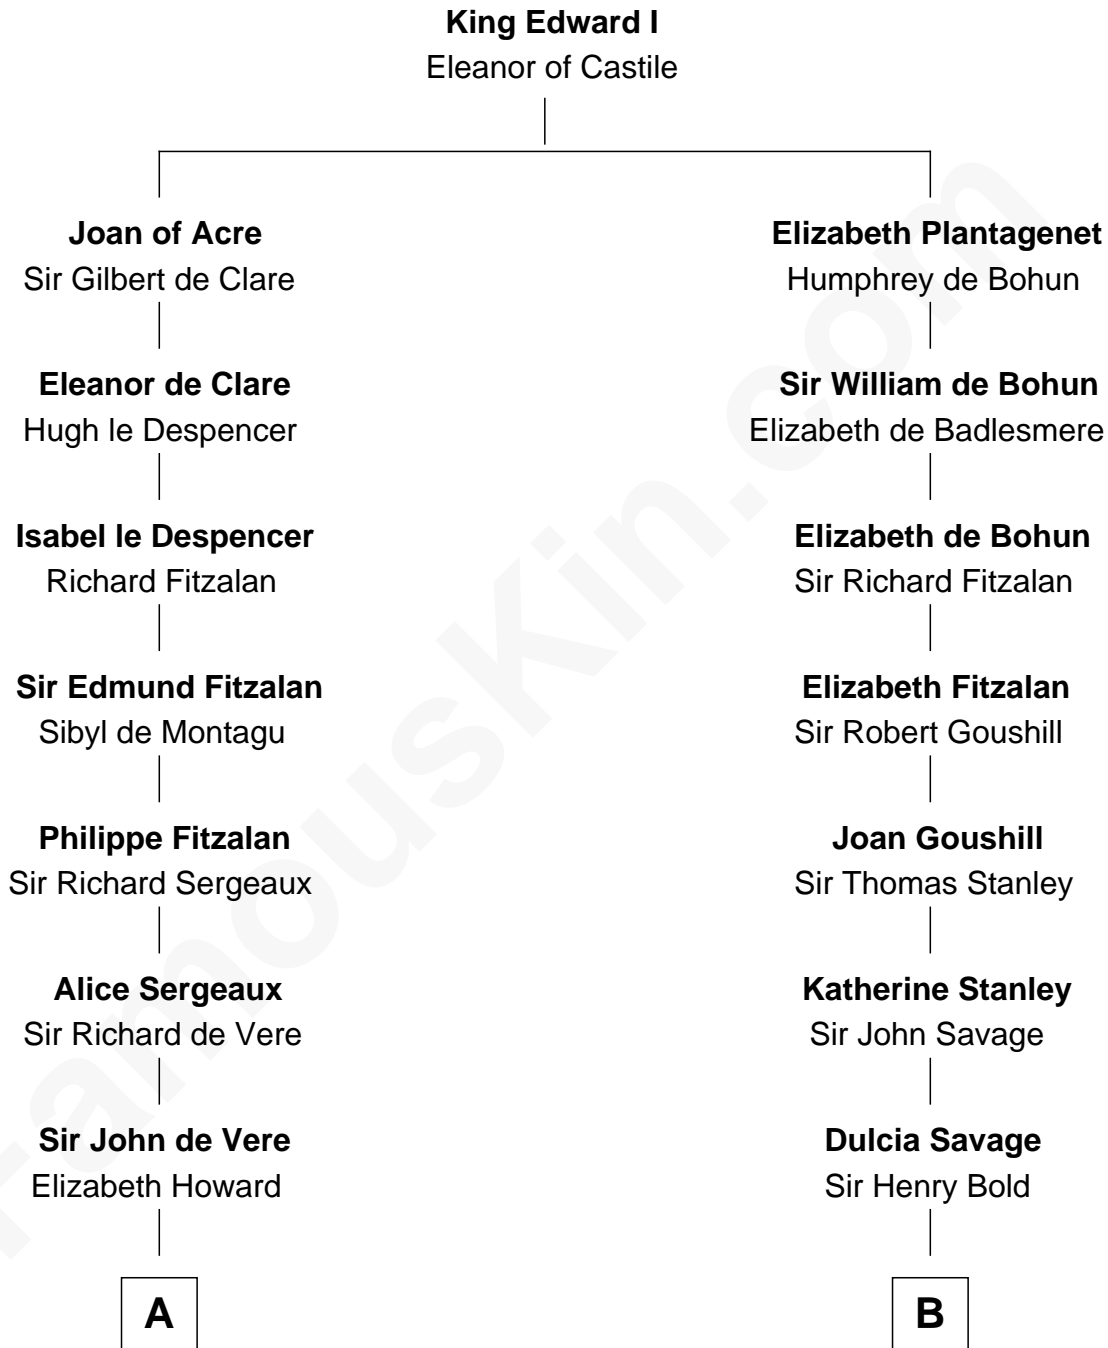 King Edward I
Eleanor of Castile
Joan of Acre
Sir Gilbert de Clare
Elizabeth Plantagenet
Humphrey de Bohun
Eleanor de Clare
Hugh le Despencer
Sir William de Bohun
Elizabeth de Badlesmere
Isabel le Despencer
Richard Fitzalan
Elizabeth de Bohun
Sir Richard Fitzalan
Sir Edmund Fitzalan
Sibyl de Montagu
Elizabeth Fitzalan
Sir Robert Goushill
Philippe Fitzalan
Sir Richard Sergeaux
Joan Goushill
Sir Thomas Stanley
Alice Sergeaux
Sir Richard de Vere
Katherine Stanley
Sir John Savage
Sir John de Vere
Elizabeth Howard
Dulcia Savage
Sir Henry Bold
A
B
FamousKin.com